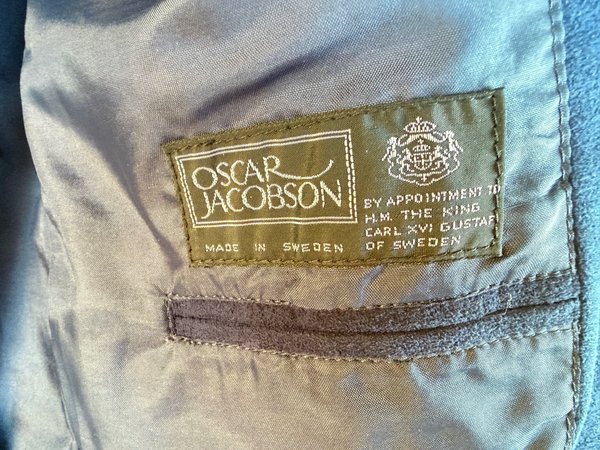 OSCAR
JACOBSON
MADE IN SWEDEN
BY APPOINTMENT TO
H.M. THE KING
CARL XVI GUSTAF
OF SWEDEN